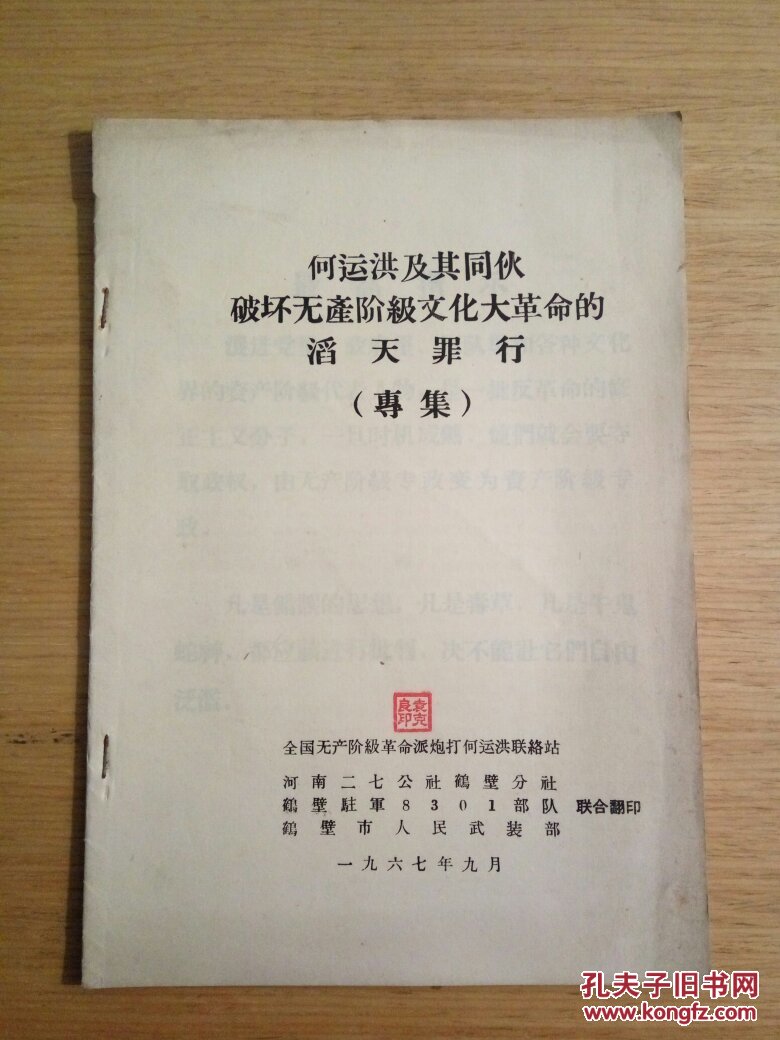 何运洪及其同伙
破坏无產阶級文化大革命的
滔天罪行
（專集）
袁克
良印
全国无产阶級革命派炮打何运洪联絡站
河南二七公社鶴壁分社
鶴壁駐軍8301部队 联合翻印
鶴壁市人民武装部
一九六七年九月
孔夫子旧书网
www.kongfz.com